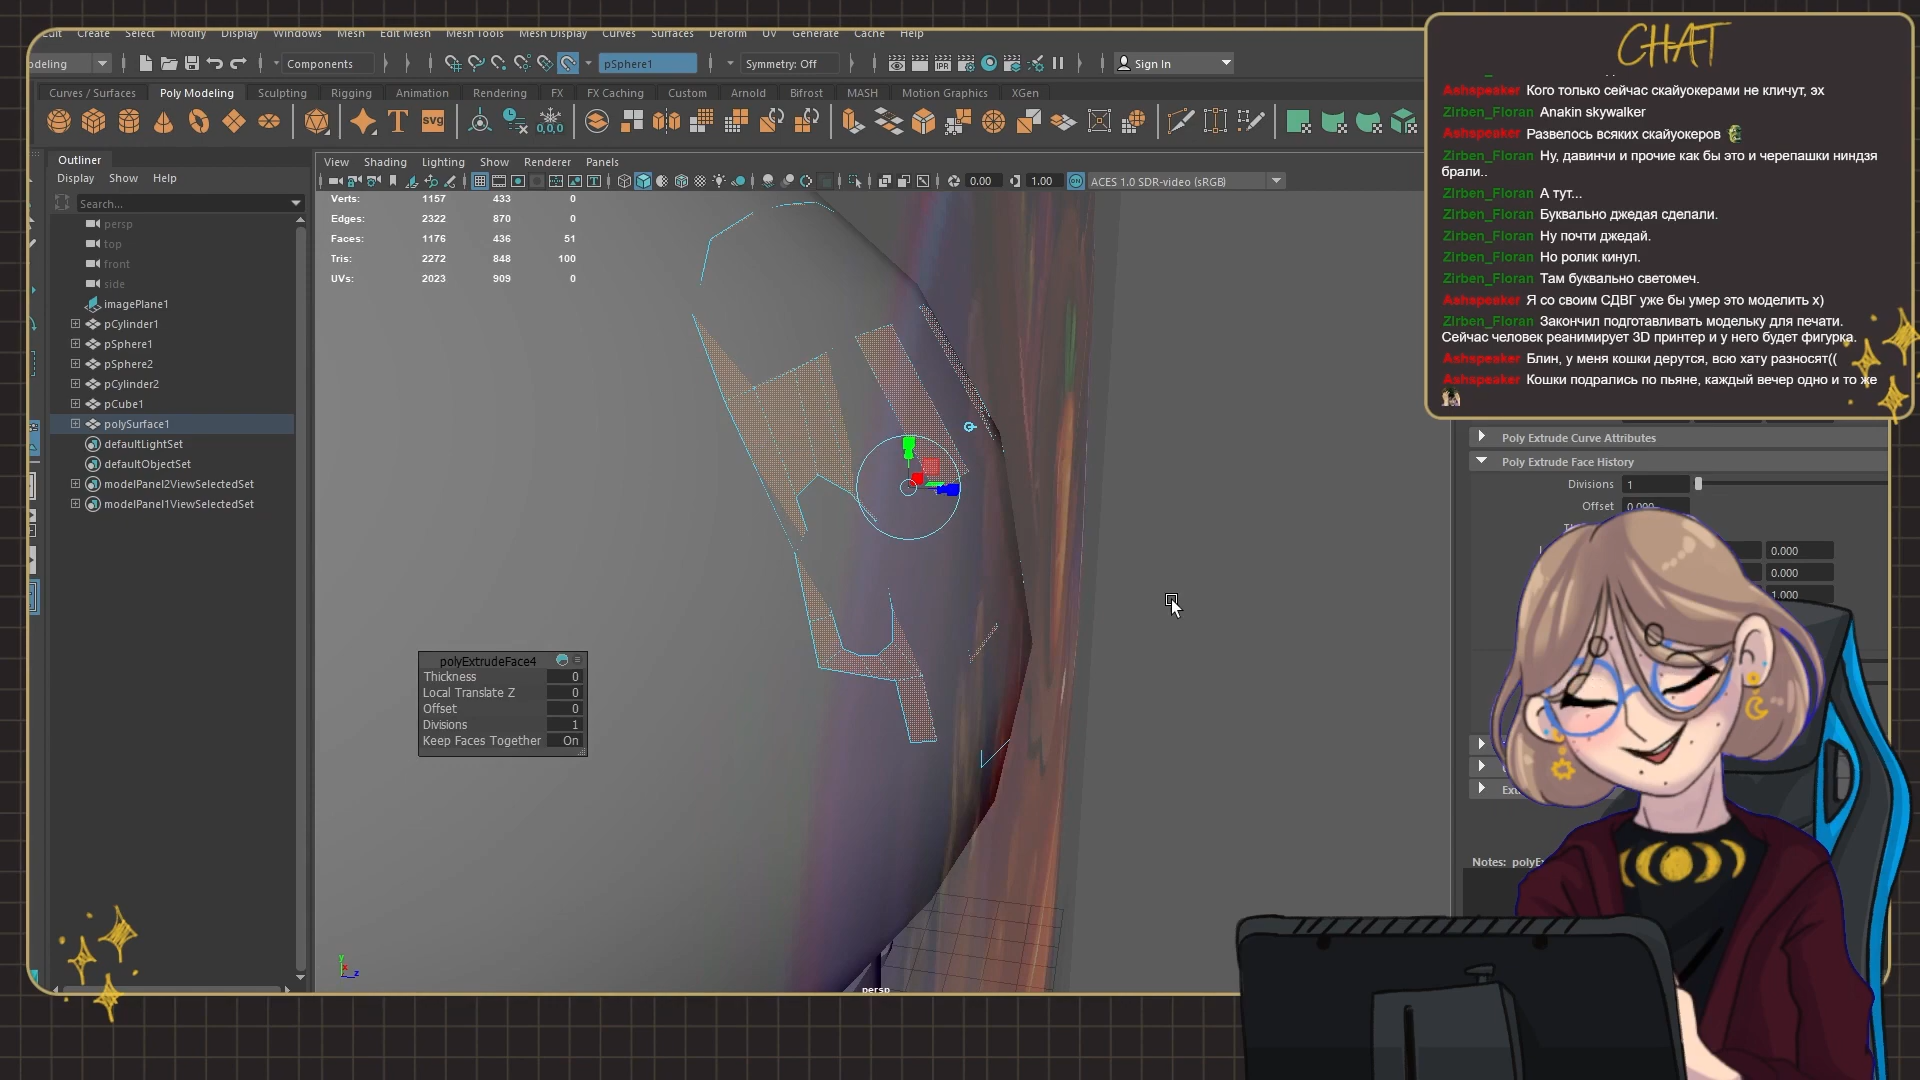 Edit Create Select Modify Display Windows Mesh Edit Mesh Mesh Tools Mesh Display Curves Surfaces Deform UV Generate Cache Help
Components
pSphere1
Symmetry: Off
Sign In
Curves / Surfaces Poly Modeling Sculpting Rigging Animation Rendering FX FX Caching Custom Arnold Bifrost MASH Motion Graphics XGen
SVG
0,0,0
IPR
Outliner
Display Show Help
Search...
persp
top
front
side
imagePlane1
pCylinder1
pSphere1
pSphere2
pCylinder2
pCube1
polySurface1
defaultLightSet
defaultObjectSet
modelPanel2ViewSelectedSet
modelPanel1ViewSelectedSet
View Shading Lighting Show Renderer Panels
0.00
1.00
ON
ACES 1.0 SDR-video (sRGB)
Verts: 1157 433 0
Edges: 2322 870 0
Faces: 1176 436 51
Tris: 2272 848 100
UVs: 2023 909 0
polyExtrudeFace4
Thickness 0
Local Translate Z 0
Offset 0
Divisions 1
Keep Faces Together On
y
z
persp
CHAT
Ashspeaker Кого только сейчас скайуокерами не кличут, эх
Zirben_Floran Anakin skywalker
Ashspeaker Развелось всяких скайуокеров
Zirben_Floran Ну, давинчи и прочие как бы это и черепашки ниндзя
брали..
Zirben_Floran А тут...
Zirben_Floran Буквально джедая сделали.
Zirben_Floran Ну почти джедай.
Zirben_Floran Но ролик кинул.
Zirben_Floran Там буквально светомеч.
Ashspeaker Я со своим СДВГ уже бы умер это моделить х)
Zirben_Floran Закончил подготавливать модельку для печати.
Сейчас человек реанимирует 3D принтер и у него будет фигурка.
Ashspeaker Блин, у меня кошки дерутся, всю хату разносят((
Ashspeaker Кошки подрались по пьяне, каждый вечер одно и то же
Poly Extrude Curve Attributes
Poly Extrude Face History
Divisions 1
Offset 0.000
0.000
0.000
1.000
Notes: